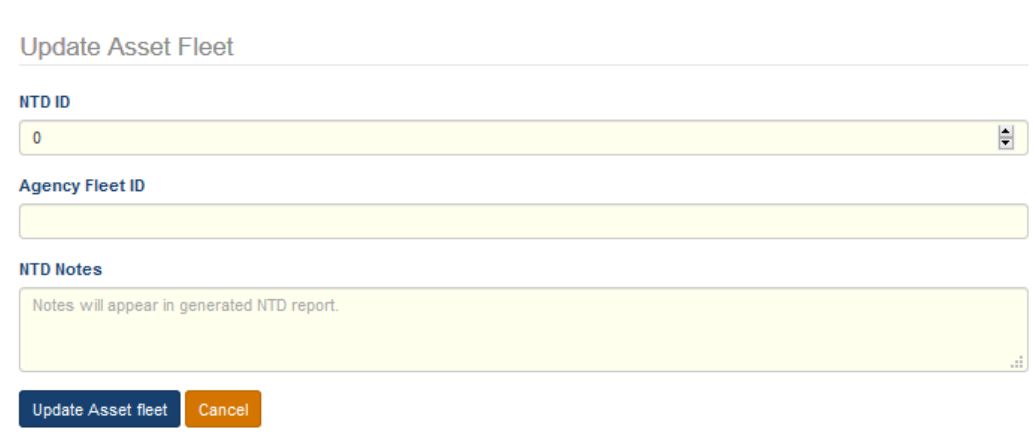 Update Asset Fleet
NTD ID
0
Agency Fleet ID
NTD Notes
Notes will appear in generated NTD report.
Update Asset fleet
Cancel